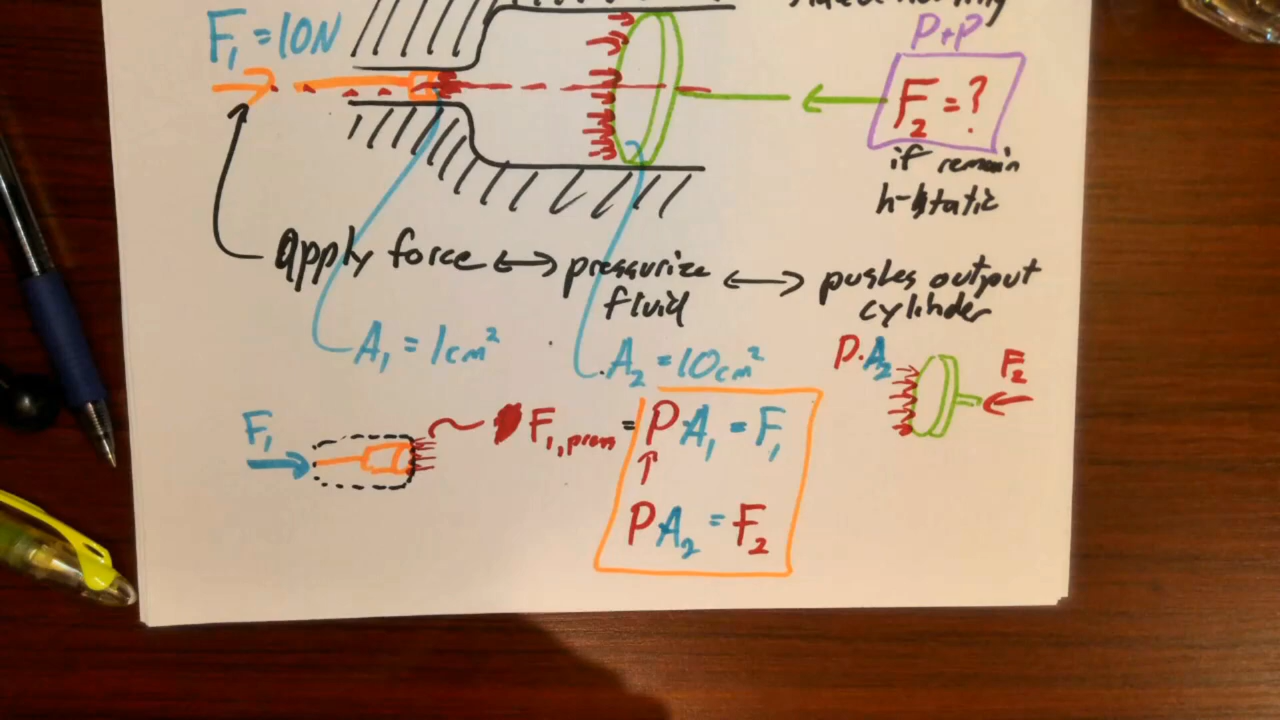 F₁ = 10N
P+P
F₂ = ?
if remain
h-static
apply force ↔ pressurize fluid ↔ pushes output cylinder
A₁ = 1cm²
A₂ = 10cm²
P·A₂
F₂
F₁
F₁,press = PA₁ = F₁
PA₂ = F₂